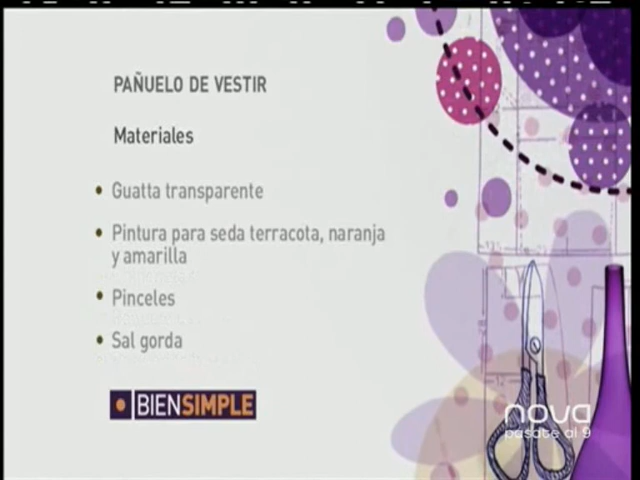 PAÑUELO DE VESTIR
Materiales
• Guatta transparente
• Pintura para seda terracota, naranja
y amarilla
• Pinceles
• Sal gorda
BIENSIMPLE
nova
pásate al 9